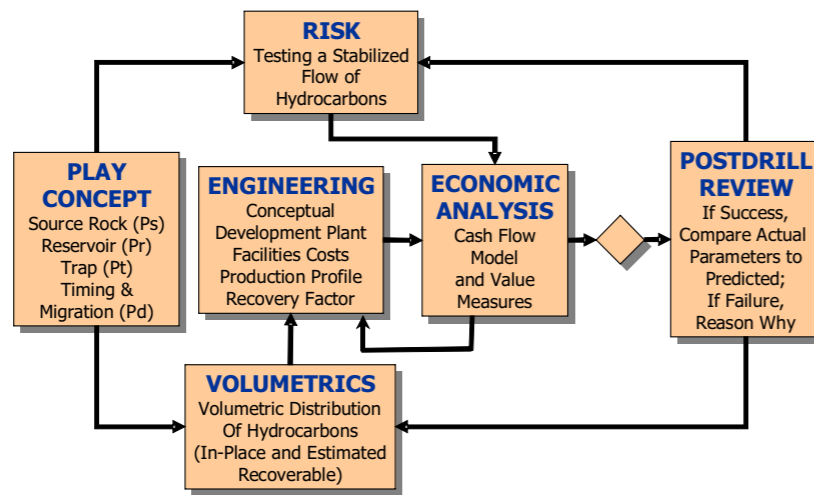 RISK
Testing a Stabilized
Flow of
Hydrocarbons
PLAY
CONCEPT
Source Rock (Ps)
Reservoir (Pr)
Trap (Pt)
Timing &
Migration (Pd)
ENGINEERING
Conceptual
Development Plant
Facilities Costs
Production Profile
Recovery Factor
ECONOMIC
ANALYSIS
Cash Flow
Model
and Value
Measures
POSTDRILL
REVIEW
If Success,
Compare Actual
Parameters to
Predicted;
If Failure,
Reason Why
VOLUMETRICS
Volumetric Distribution
Of Hydrocarbons
(In-Place and Estimated
Recoverable)